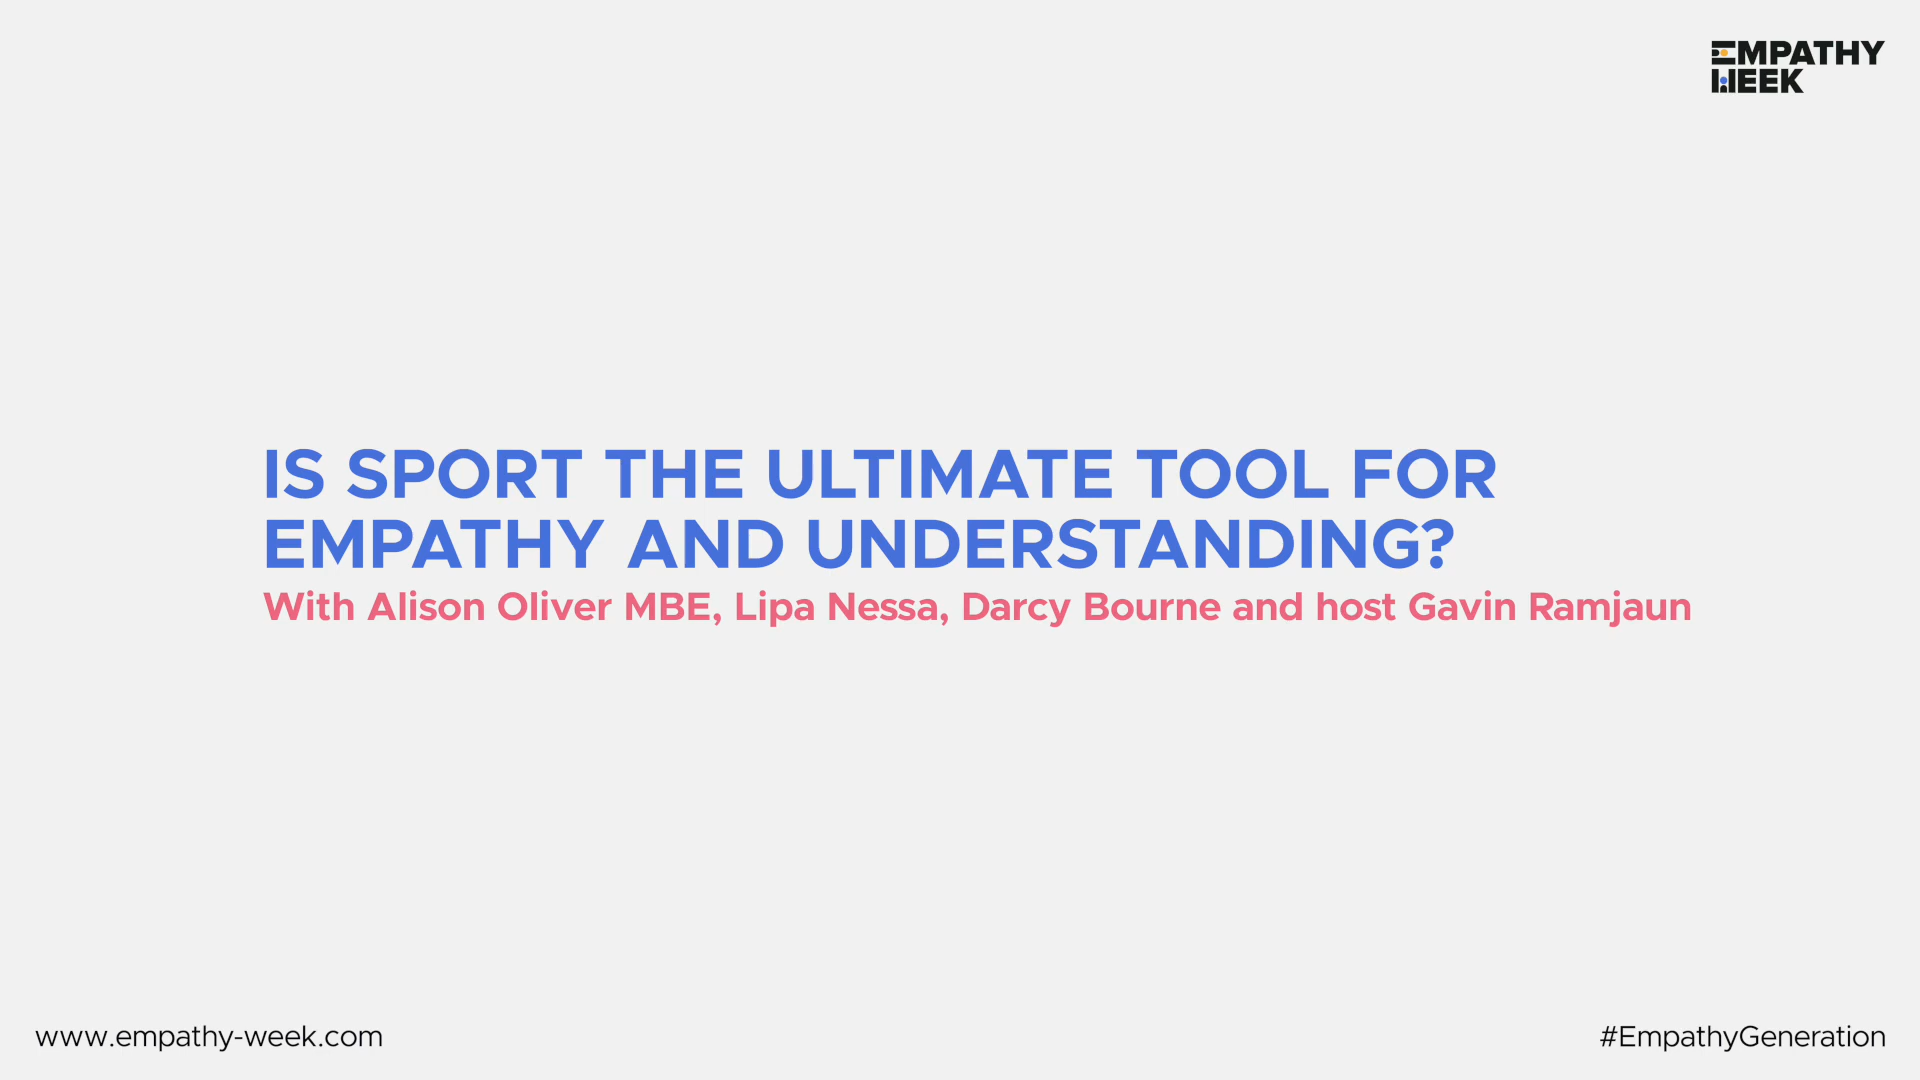 EMPATHY
WEEK
IS SPORT THE ULTIMATE TOOL FOR
EMPATHY AND UNDERSTANDING?
With Alison Oliver MBE, Lipa Nessa, Darcy Bourne and host Gavin Ramjaun
www.empathy-week.com
#EmpathyGeneration